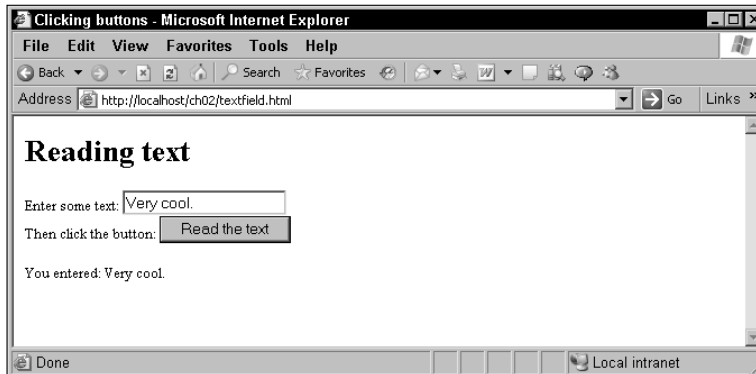 Clicking buttons - Microsoft Internet Explorer
File Edit View Favorites Tools Help
Back Search Favorites
Address http://localhost/ch02/textfield.html Go Links »
Reading text
Enter some text: Very cool.
Then click the button: Read the text
You entered: Very cool.
Done Local intranet